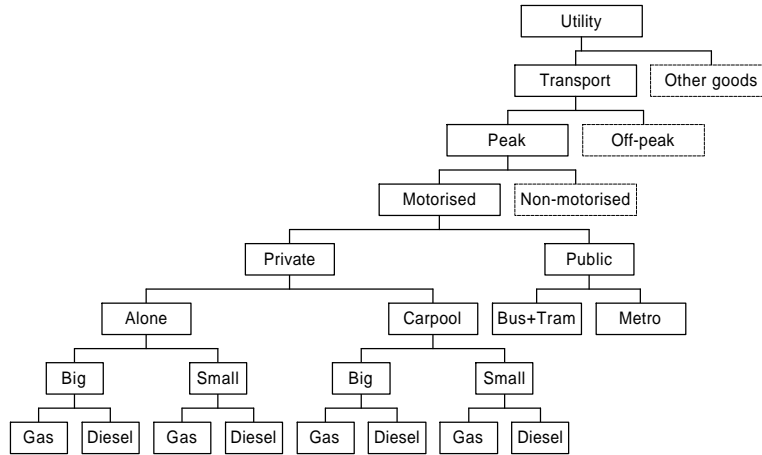 Utility
Transport
Other goods
Peak
Off-peak
Motorised
Non-motorised
Private
Public
Alone
Carpool
Bus+Tram
Metro
Big
Small
Big
Small
Gas
Diesel
Gas
Diesel
Gas
Diesel
Gas
Diesel